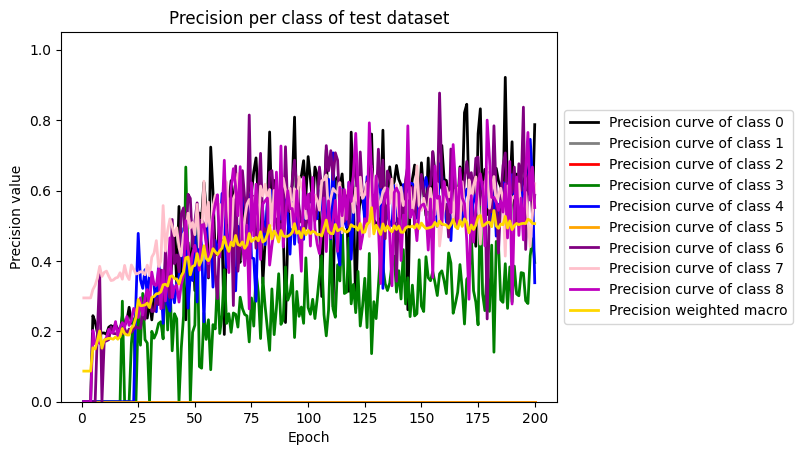 Precision per class of test dataset
1.0
0.8
0.6
0.4
0.2
0.0
Precision value
0
25
50
75
100
125
150
175
200
Epoch
Precision curve of class 0
Precision curve of class 1
Precision curve of class 2
Precision curve of class 3
Precision curve of class 4
Precision curve of class 5
Precision curve of class 6
Precision curve of class 7
Precision curve of class 8
Precision weighted macro